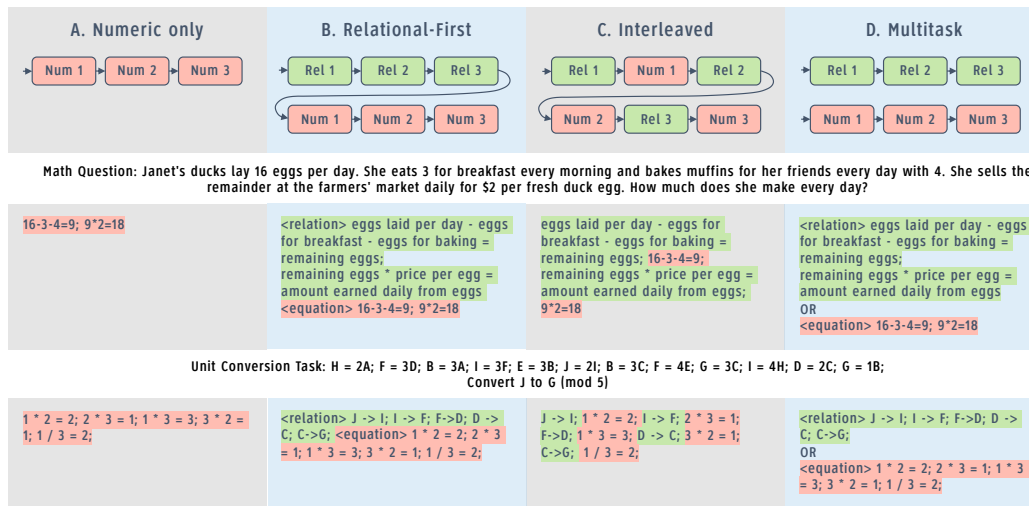 A. Numeric only
Num 1
Num 2
Num 3
B. Relational-First
Rel 1
Rel 2
Rel 3
Num 1
Num 2
Num 3
C. Interleaved
Rel 1
Num 1
Rel 2
Num 2
Rel 3
Num 3
D. Multitask
Rel 1
Rel 2
Rel 3
Num 1
Num 2
Num 3
Math Question: Janet's ducks lay 16 eggs per day. She eats 3 for breakfast every morning and bakes muffins for her friends every day with 4. She sells the
remainder at the farmers' market daily for $2 per fresh duck egg. How much does she make every day?
16-3-4=9; 9*2=18
<relation> eggs laid per day - eggs
for breakfast - eggs for baking =
remaining eggs;
remaining eggs * price per egg =
amount earned daily from eggs
<equation> 16-3-4=9; 9*2=18
eggs laid per day - eggs for
breakfast - eggs for baking =
remaining eggs; 16-3-4=9;
remaining eggs * price per egg =
amount earned daily from eggs;
9*2=18
<relation> eggs laid per day - eggs
for breakfast - eggs for baking =
remaining eggs;
remaining eggs * price per egg =
amount earned daily from eggs
OR
<equation> 16-3-4=9; 9*2=18
Unit Conversion Task: H = 2A; F = 3D; B = 3A; I = 3F; E = 3B; J = 2I; B = 3C; F = 4E; G = 3C; I = 4H; D = 2C; G = 1B;
Convert J to G (mod 5)
1 * 2 = 2; 2 * 3 = 1; 1 * 3 = 3; 3 * 2 =
1; 1 / 3 = 2;
<relation> J -> I; I -> F; F->D; D ->
C; C->G; <equation> 1 * 2 = 2; 2 * 3
= 1; 1 * 3 = 3; 3 * 2 = 1; 1 / 3 = 2;
J -> I; 1 * 2 = 2; I -> F; 2 * 3 = 1;
F->D; 1 * 3 = 3; D -> C; 3 * 2 = 1;
C->G; 1 / 3 = 2;
<relation> J -> I; I -> F; F->D; D ->
C; C->G;
OR
<equation> 1 * 2 = 2; 2 * 3 = 1; 1 * 3
= 3; 3 * 2 = 1; 1 / 3 = 2;